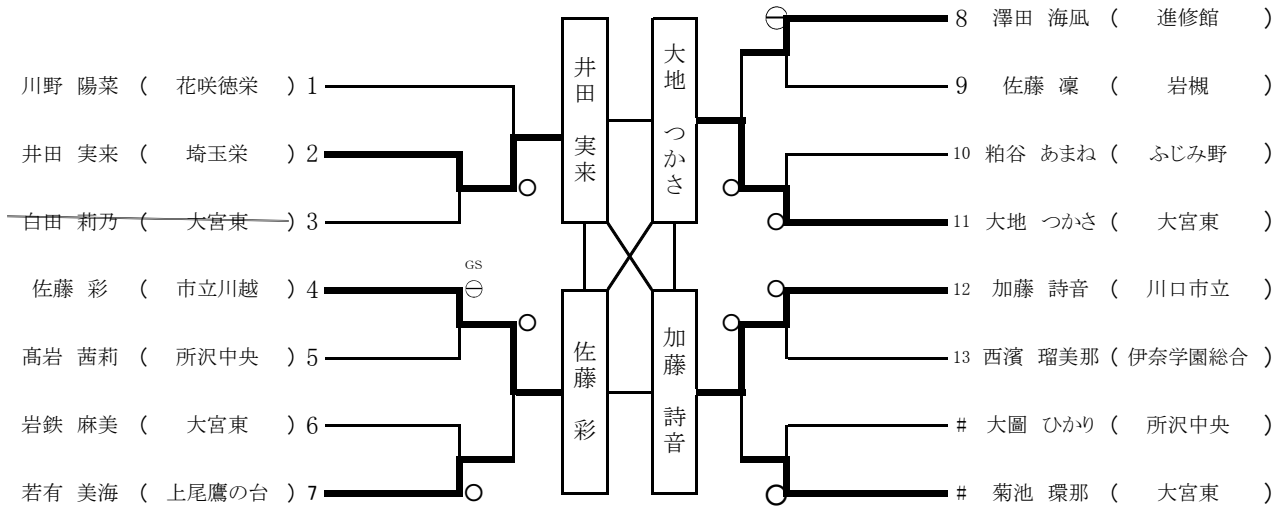 川野 陽菜 ( 花咲徳栄 ) 1
井田 実来 ( 埼玉栄 ) 2
白田 莉乃 ( 大宮東 ) 3
佐藤 彩 ( 市立川越 ) 4
GS
髙岩 茜莉 ( 所沢中央 ) 5
岩鉄 麻美 ( 大宮東 ) 6
若有 美海 ( 上尾鷹の台 ) 7
井田 実来
大地 つかさ
佐藤 彩
加藤 詩音
8 澤田 海凪 ( 進修館 )
9 佐藤 凜 ( 岩槻 )
10 粕谷 あまね ( ふじみ野 )
11 大地 つかさ ( 大宮東 )
12 加藤 詩音 ( 川口市立 )
13 西濱 瑠美那 ( 伊奈学園総合 )
# 大圖 ひかり ( 所沢中央 )
# 菊池 環那 ( 大宮東 )